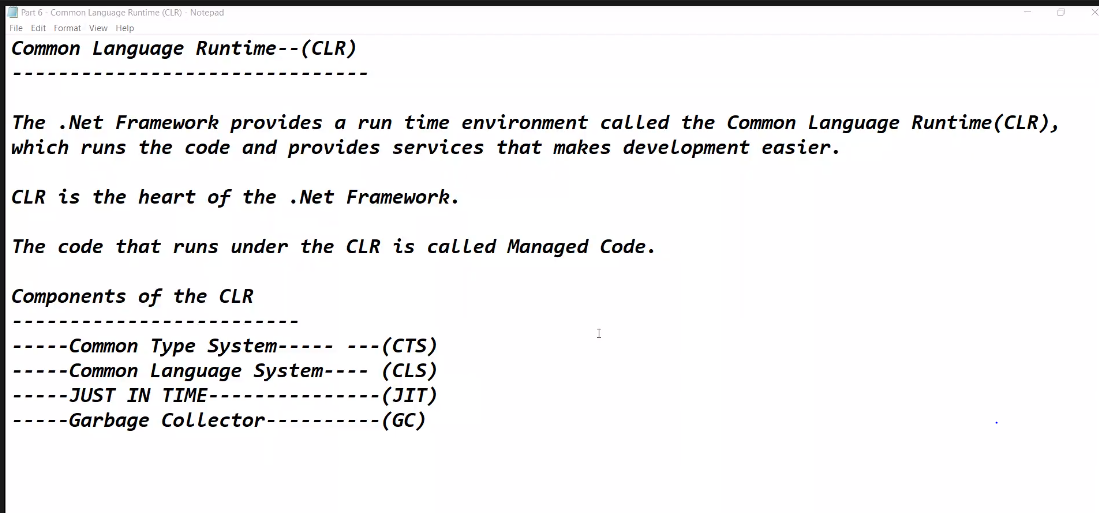 Part 6 - Common Language Runtime (CLR) - Notepad
File Edit Format View Help
Common Language Runtime--(CLR)
-------------------------------
The .Net Framework provides a run time environment called the Common Language Runtime(CLR),
which runs the code and provides services that makes development easier.
CLR is the heart of the .Net Framework.
The code that runs under the CLR is called Managed Code.
Components of the CLR
-------------------------
-----Common Type System----- ---(CTS)
-----Common Language System---- (CLS)
-----JUST IN TIME---------------(JIT)
-----Garbage Collector----------(GC)